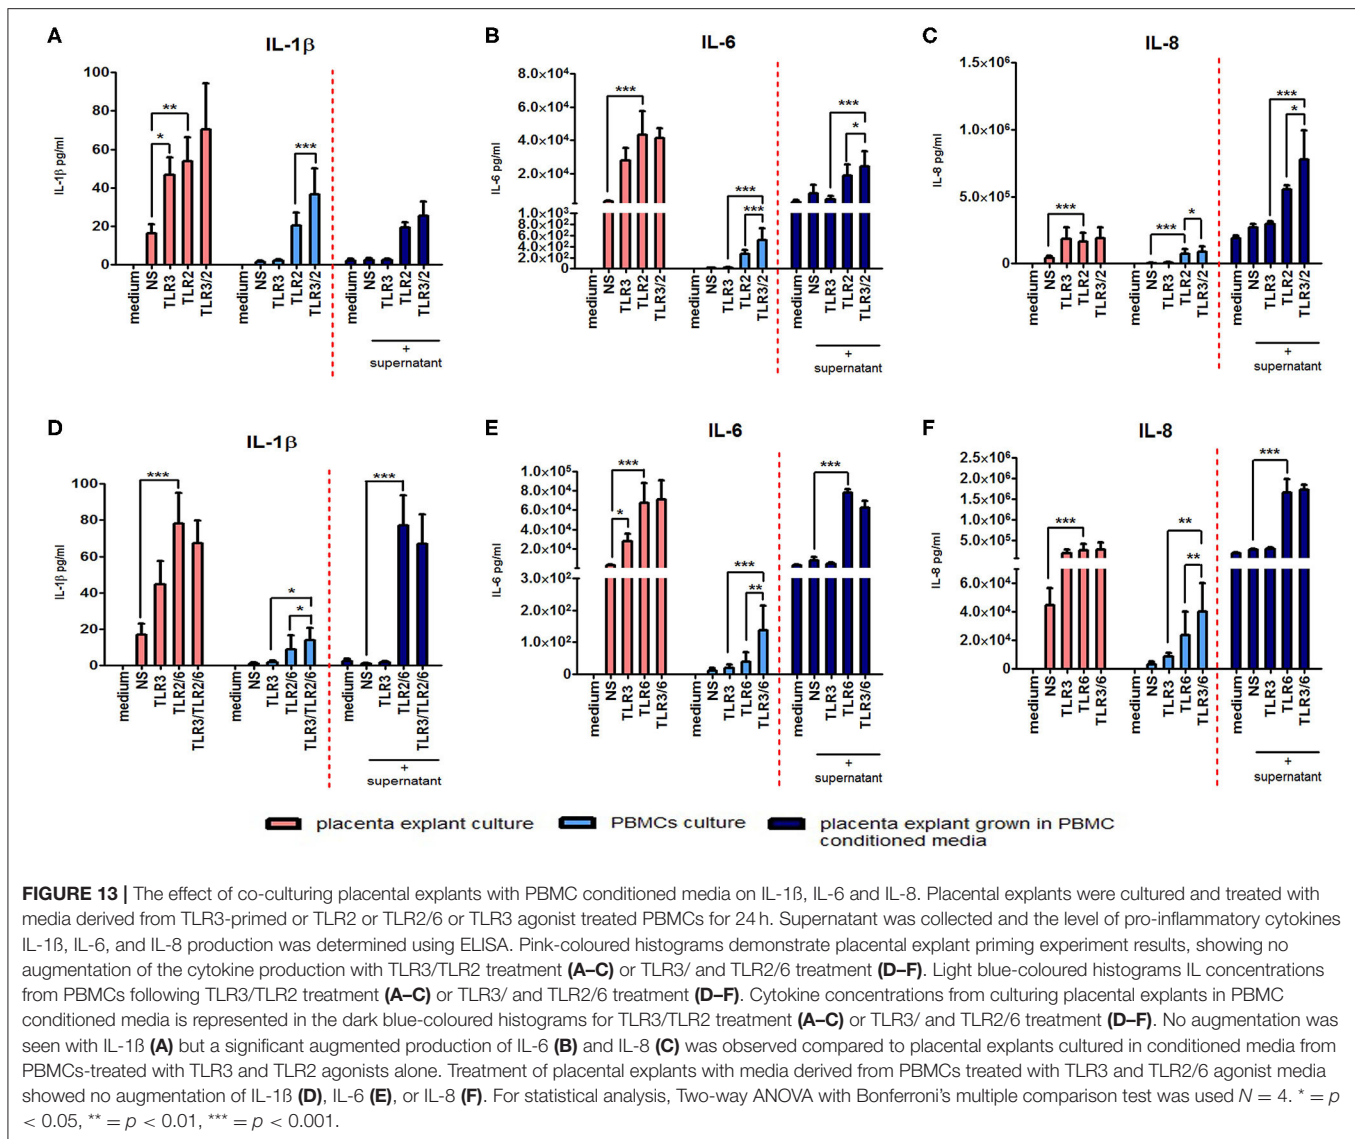 A
IL-1β
IL-1β pg/ml
100
80
60
40
20
0
*
**
***
medium
NS
TLR3
TLR2
TLR3/2
medium
NS
TLR3
TLR2
TLR3/2
medium
NS
TLR3
TLR2
TLR3/2
+
supernatant
B
IL-6
IL-6 pg/ml
8.0×10⁴
6.0×10⁴
4.0×10⁴
2.0×10⁴
1.0×10³
8.0×10²
6.0×10²
4.0×10²
2.0×10²
0
***
***
***
***
*
medium
NS
TLR3
TLR2
TLR3/2
medium
NS
TLR3
TLR2
TLR3/2
medium
NS
TLR3
TLR2
TLR3/2
+
supernatant
C
IL-8
IL-8 pg/ml
1.5×10⁶
1.0×10⁶
5.0×10⁵
0
***
***
*
***
*
medium
NS
TLR3
TLR2
TLR3/2
medium
NS
TLR3
TLR2
TLR3/2
medium
NS
TLR3
TLR2
TLR3/2
+
supernatant
D
IL-1β
IL-1β pg/ml
100
80
60
40
20
0
***
*
*
***
medium
NS
TLR3
TLR2/6
TLR3/TLR2/6
medium
NS
TLR3
TLR2/6
TLR3/TLR2/6
medium
NS
TLR3
TLR2/6
TLR3/TLR2/6
+
supernatant
E
IL-6
IL-6 pg/ml
1.0×10⁵
8.0×10⁴
6.0×10⁴
4.0×10⁴
2.0×10⁴
3.0×10²
2.0×10²
1.0×10²
0
***
*
***
**
***
medium
NS
TLR3
TLR6
TLR3/6
medium
NS
TLR3
TLR6
TLR3/6
medium
NS
TLR3
TLR6
TLR3/6
+
supernatant
F
IL-8
IL-8 pg/ml
2.5×10⁶
2.0×10⁶
1.5×10⁶
1.0×10⁶
5.0×10⁵
6.0×10⁴
4.0×10⁴
2.0×10⁴
0
***
**
**
***
medium
NS
TLR3
TLR6
TLR3/6
medium
NS
TLR3
TLR6
TLR3/6
medium
NS
TLR3
TLR6
TLR3/6
+
supernatant
placenta explant culture
PBMCs culture
placenta explant grown in PBMC
conditioned media
FIGURE 13 | The effect of co-culturing placental explants with PBMC conditioned media on IL-1ß, IL-6 and IL-8. Placental explants were cultured and treated with
media derived from TLR3-primed or TLR2 or TLR2/6 or TLR3 agonist treated PBMCs for 24 h. Supernatant was collected and the level of pro-inflammatory cytokines
IL-1ß, IL-6, and IL-8 production was determined using ELISA. Pink-coloured histograms demonstrate placental explant priming experiment results, showing no
augmentation of the cytokine production with TLR3/TLR2 treatment (A–C) or TLR3/ and TLR2/6 treatment (D–F). Light blue-coloured histograms IL concentrations
from PBMCs following TLR3/TLR2 treatment (A–C) or TLR3/ and TLR2/6 treatment (D–F). Cytokine concentrations from culturing placental explants in PBMC
conditioned media is represented in the dark blue-coloured histograms for TLR3/TLR2 treatment (A–C) or TLR3/ and TLR2/6 treatment (D–F). No augmentation was
seen with IL-1ß (A) but a significant augmented production of IL-6 (B) and IL-8 (C) was observed compared to placental explants cultured in conditioned media from
PBMCs-treated with TLR3 and TLR2 agonists alone. Treatment of placental explants with media derived from PBMCs treated with TLR3 and TLR2/6 agonist media
showed no augmentation of IL-1ß (D), IL-6 (E), or IL-8 (F). For statistical analysis, Two-way ANOVA with Bonferroni's multiple comparison test was used N = 4. * = p
< 0.05, ** = p < 0.01, *** = p < 0.001.